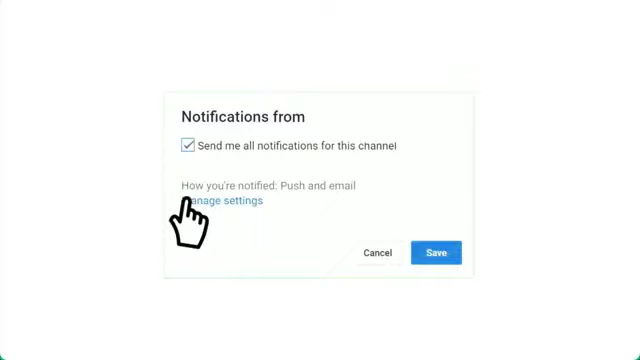 Notifications from
Send me all notifications for this channel
How you're notified: Push and email
anage settings
Cancel
Save